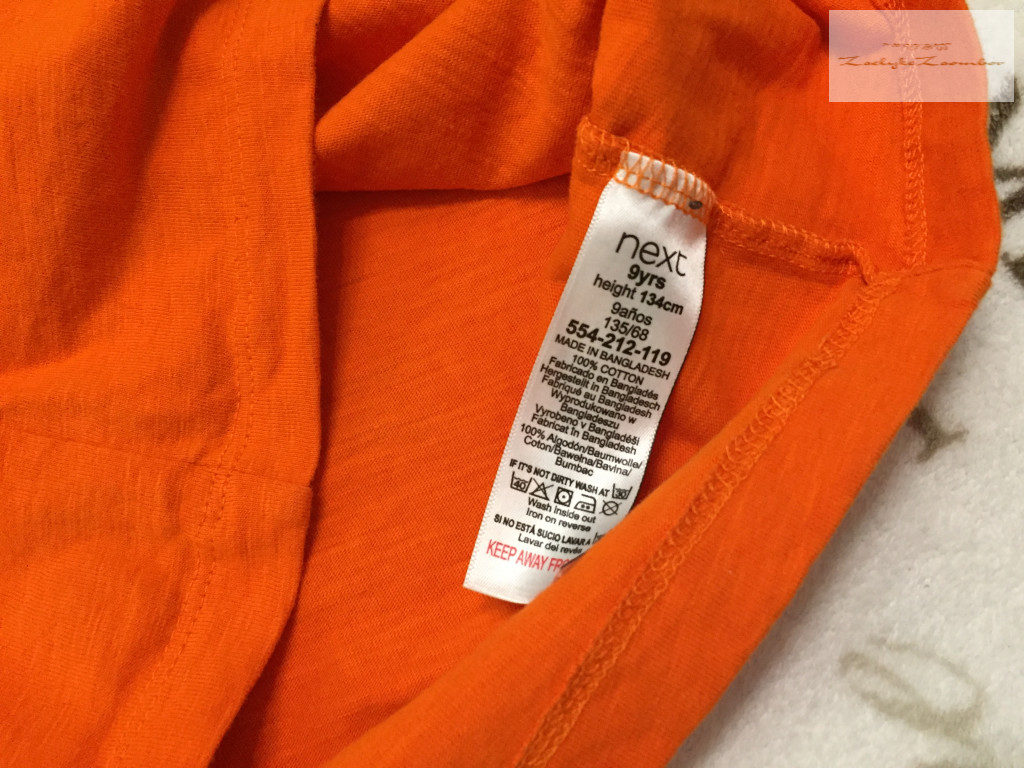 next
9yrs
height 134cm
9años
135/68
554-212-119
MADE IN BANGLADESH
100% COTTON
Fabricado en Bangladés
Hergestellt in Bangladesch
Fabriqué au Bangladesh
Wyprodukowano w
Bangladeszu
Vyrobeno v Bangladéši
Fabricat în Bangladesh
100% Algodón/Baumwolle/
Coton/Bawełna/Bavlna/
Bumbac
IF IT'S NOT DIRTY WASH AT 30
40
Wash inside out
Iron on reverse
SI NO ESTÁ SUCIO LAVAR A
Lavar del revés
KEEP AWAY